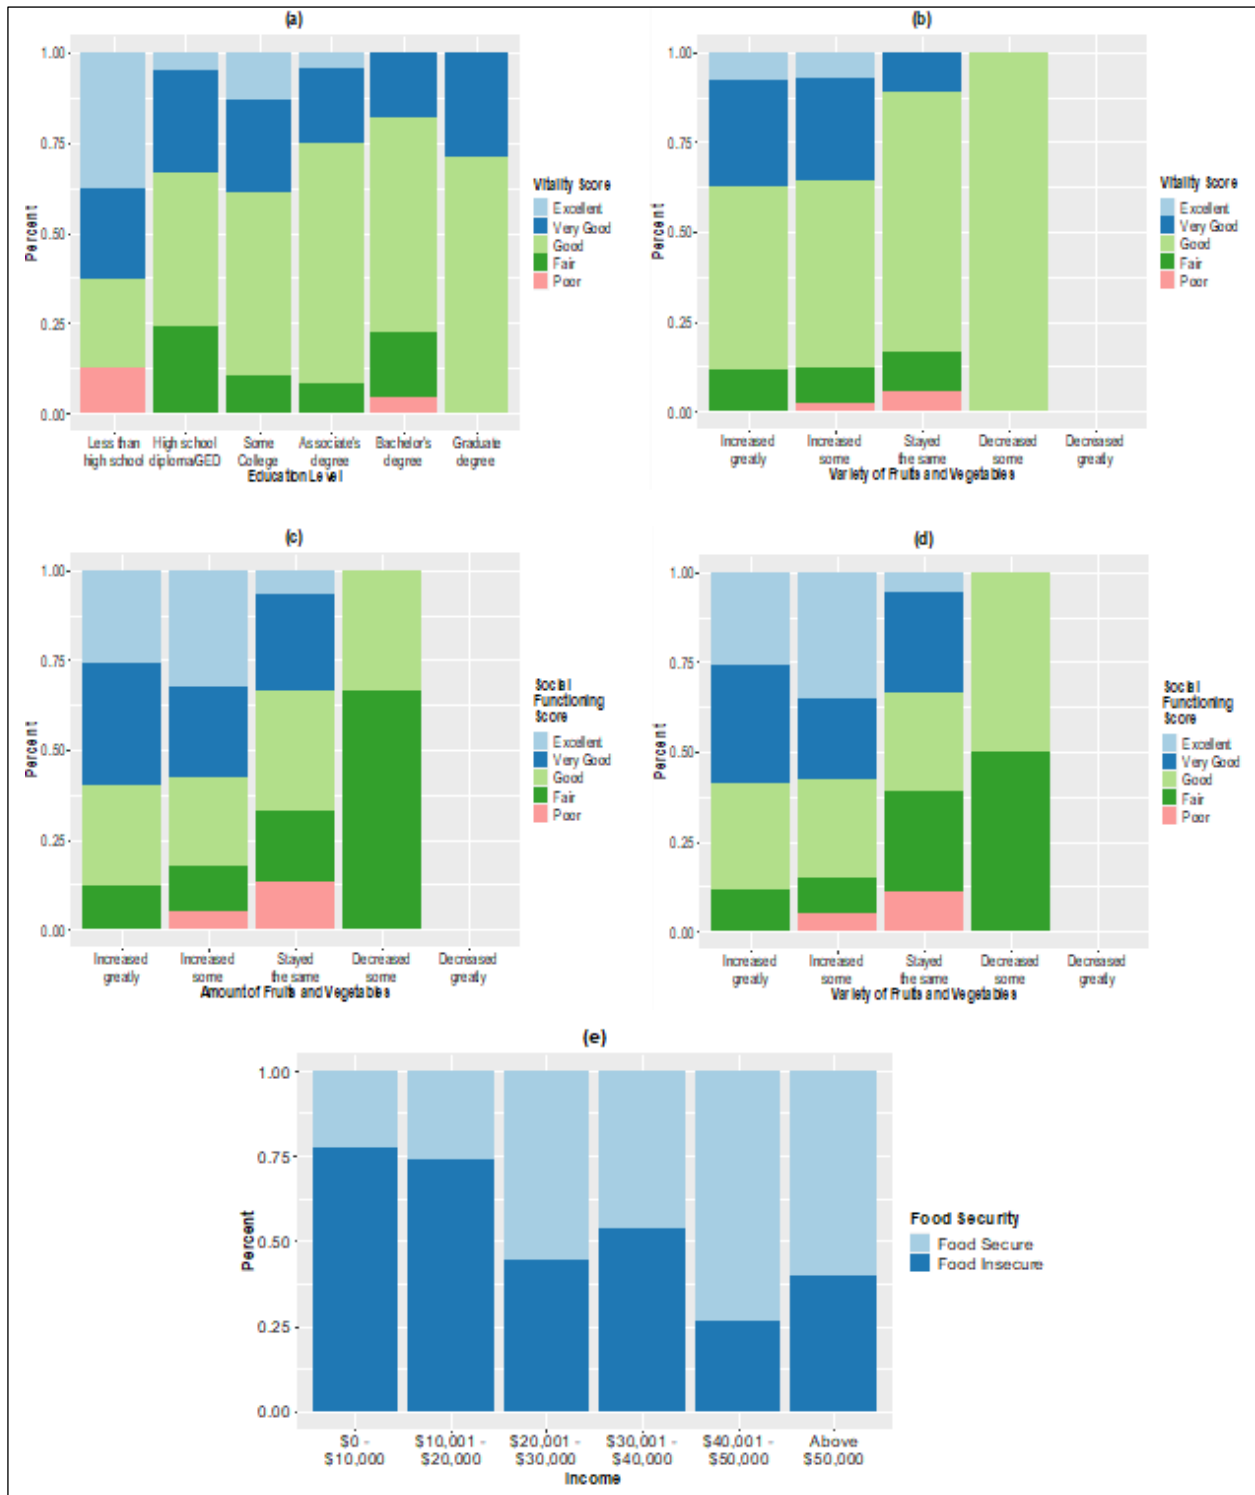 (a)
1.00
0.75
0.50
0.25
0.00
Percent
Less than high school
High school diploma/GED
Some College
Associate's degree
Bachelor's degree
Graduate degree
Education Level
Vitality Score
Excellent
Very Good
Good
Fair
Poor
(b)
1.00
0.75
0.50
0.25
0.00
Percent
Increased greatly
Increased some
Stayed the same
Decreased some
Decreased greatly
Variety of Fruits and Vegetables
Vitality Score
Excellent
Very Good
Good
Fair
Poor
(c)
1.00
0.75
0.50
0.25
0.00
Percent
Increased greatly
Increased some
Stayed the same
Decreased some
Decreased greatly
Amount of Fruits and Vegetables
Social
Functioning
Score
Excellent
Very Good
Good
Fair
Poor
(d)
1.00
0.75
0.50
0.25
0.00
Percent
Increased greatly
Increased some
Stayed the same
Decreased some
Decreased greatly
Variety of Fruits and Vegetables
Social
Functioning
Score
Excellent
Very Good
Good
Fair
Poor
(e)
1.00
0.75
0.50
0.25
0.00
Percent
$0 - $10,000
$10,001 - $20,000
$20,001 - $30,000
$30,001 - $40,000
$40,001 - $50,000
Above $50,000
Income
Food Security
Food Secure
Food Insecure